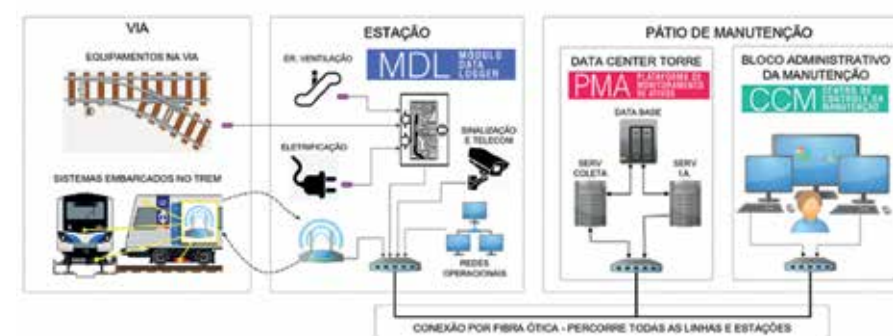 VIA
EQUIPAMENTOS NA VIA
SISTEMAS EMBARCADOS NO TREM
ESTAÇÃO
ER. VENTILAÇÃO
MDL MÓDULO
DATA
LOGGER
ELETRIFICAÇÃO
SINALIZAÇÃO
E TELECOM
REDES
OPERACIONAIS
PÁTIO DE MANUTENÇÃO
DATA CENTER TORRE
PMA PLATAFORMA DE
MONITORAMENTO
DE ATIVOS
DATA BASE
SERV
COLETA
SERV
I.A.
BLOCO ADMINISTRATIVO
DA MANUTENÇÃO
CCM CENTRO DE
CONTROLE DA
MANUTENÇÃO
CONEXÃO POR FIBRA ÓTICA - PERCORRE TODAS AS LINHAS E ESTAÇÕES